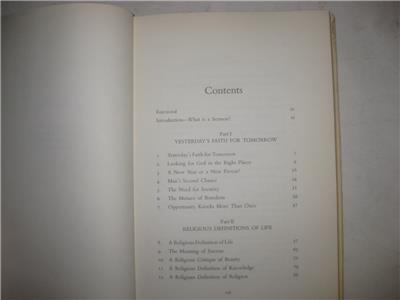 Contents
Foreword
Introduction—What is a Sermon?
Part I
YESTERDAY'S FAITH FOR TOMORROW
1. Yesterday's Faith for Tomorrow
2. Looking for God in the Right Places
3. A New Year or a New Person?
4. Man's Second Chance
5. The Need for Serenity
6. The Menace of Boredom
7. Opportunity Knocks More Than Once
Part II
RELIGIOUS DEFINITIONS OF LIFE
8. A Religious Definition of Life
9. The Meaning of Success
10. A Religious Critique of Beauty
11. A Religious Definition of Knowledge
12. A Religious Definition of Religion